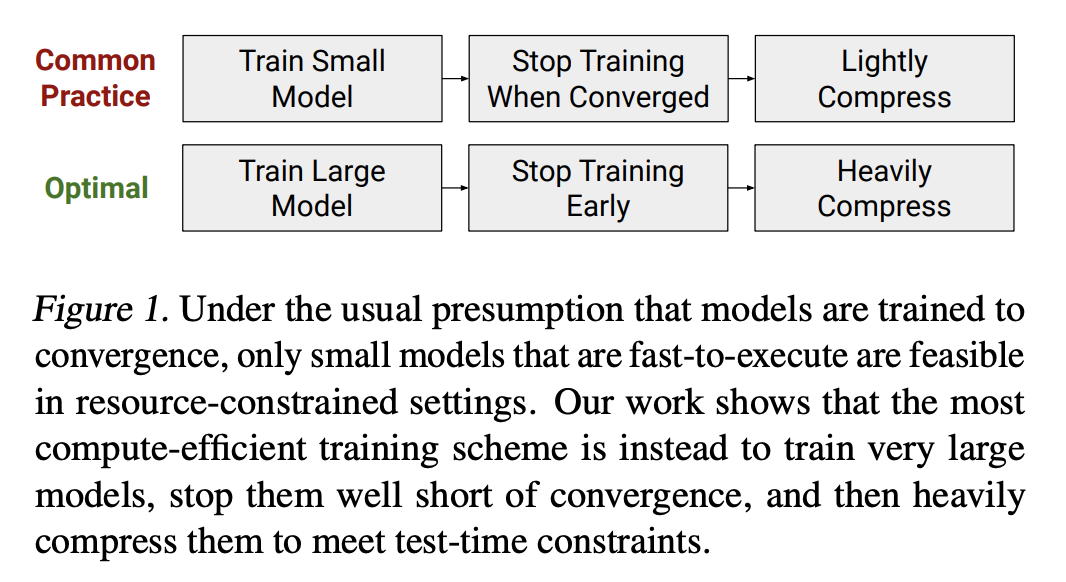 Common
Practice
Train Small
Model
Stop Training
When Converged
Lightly
Compress
Optimal
Train Large
Model
Stop Training
Early
Heavily
Compress
Figure 1. Under the usual presumption that models are trained to
convergence, only small models that are fast-to-execute are feasible
in resource-constrained settings. Our work shows that the most
compute-efficient training scheme is instead to train very large
models, stop them well short of convergence, and then heavily
compress them to meet test-time constraints.